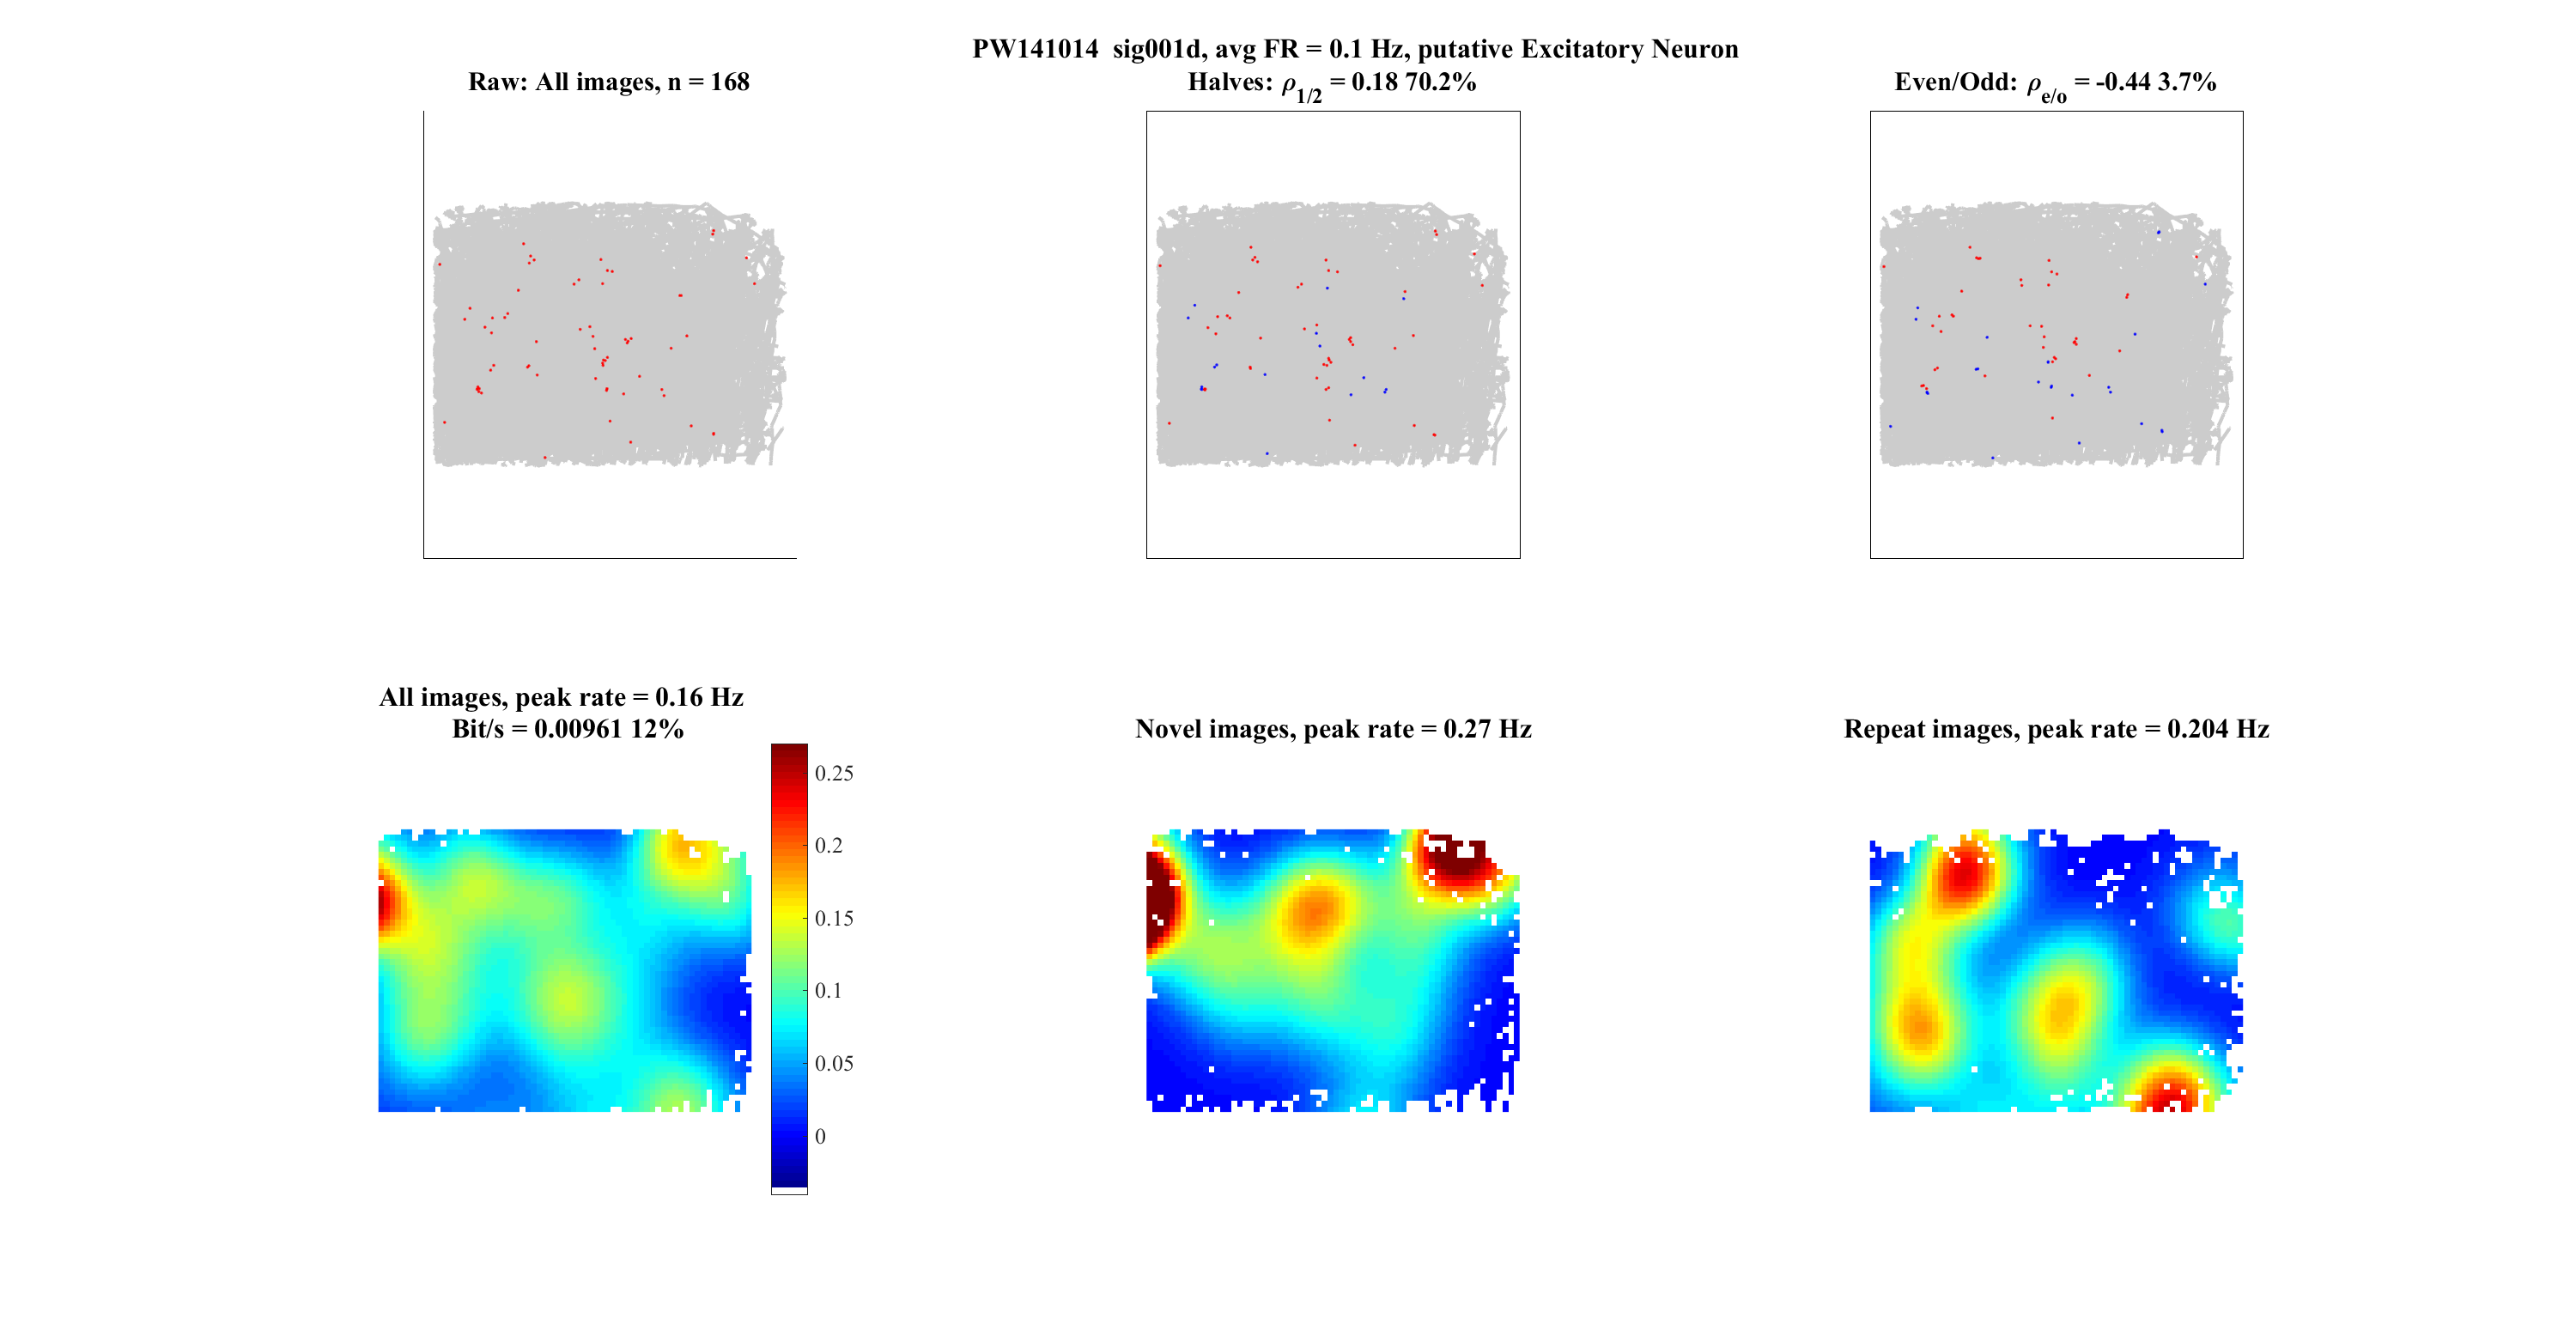 PW141014 sig001d, avg FR = 0.1 Hz, putative Excitatory Neuron
Raw: All images, n = 168
Halves: ρ1/2 = 0.18 70.2%
Even/Odd: ρe/o = -0.44 3.7%
All images, peak rate = 0.16 Hz
Bit/s = 0.00961 12%
0.25
0.2
0.15
0.1
0.05
0
Novel images, peak rate = 0.27 Hz
Repeat images, peak rate = 0.204 Hz